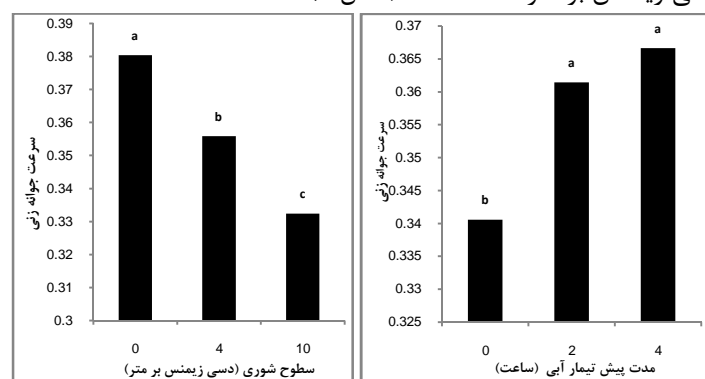 0.39
0.38
0.37
0.36
0.35
0.34
0.33
0.32
0.31
0.3
سرعت جوانه زنی
a
b
c
0 4 10
سطوح شوری (دسی زیمنس بر متر)
0.37
0.365
0.36
0.355
0.35
0.345
0.34
0.335
0.33
0.325
سرعت جوانه زنی
b
a
a
0 2 4
مدت پیش تیمار آبی (ساعت)